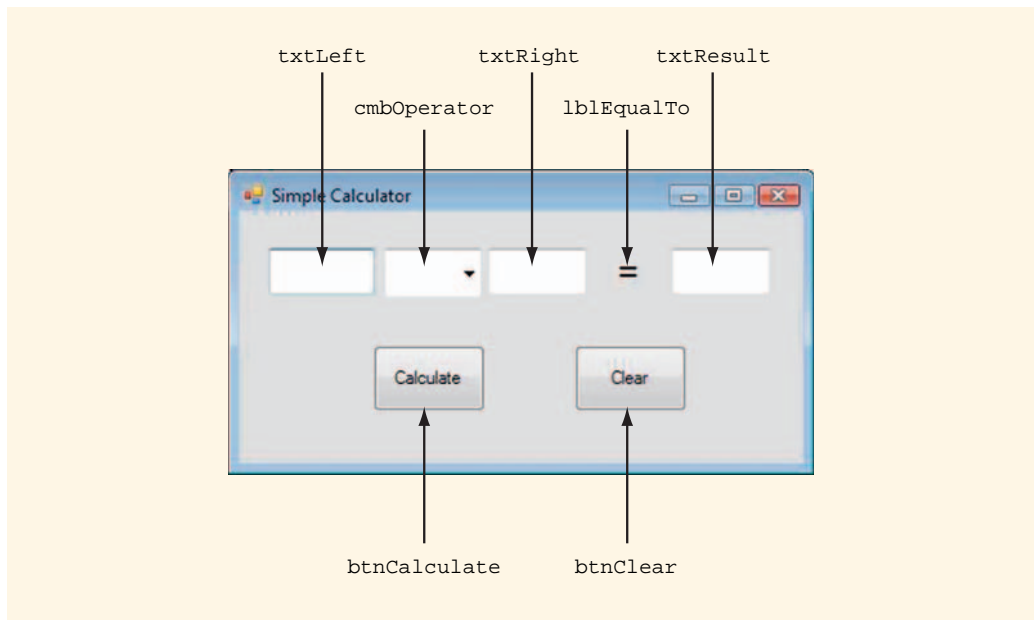 txtLeft txtRight txtResult
cmbOperator lblEqualTo
Simple Calculator
=
Calculate Clear
btnCalculate btnClear